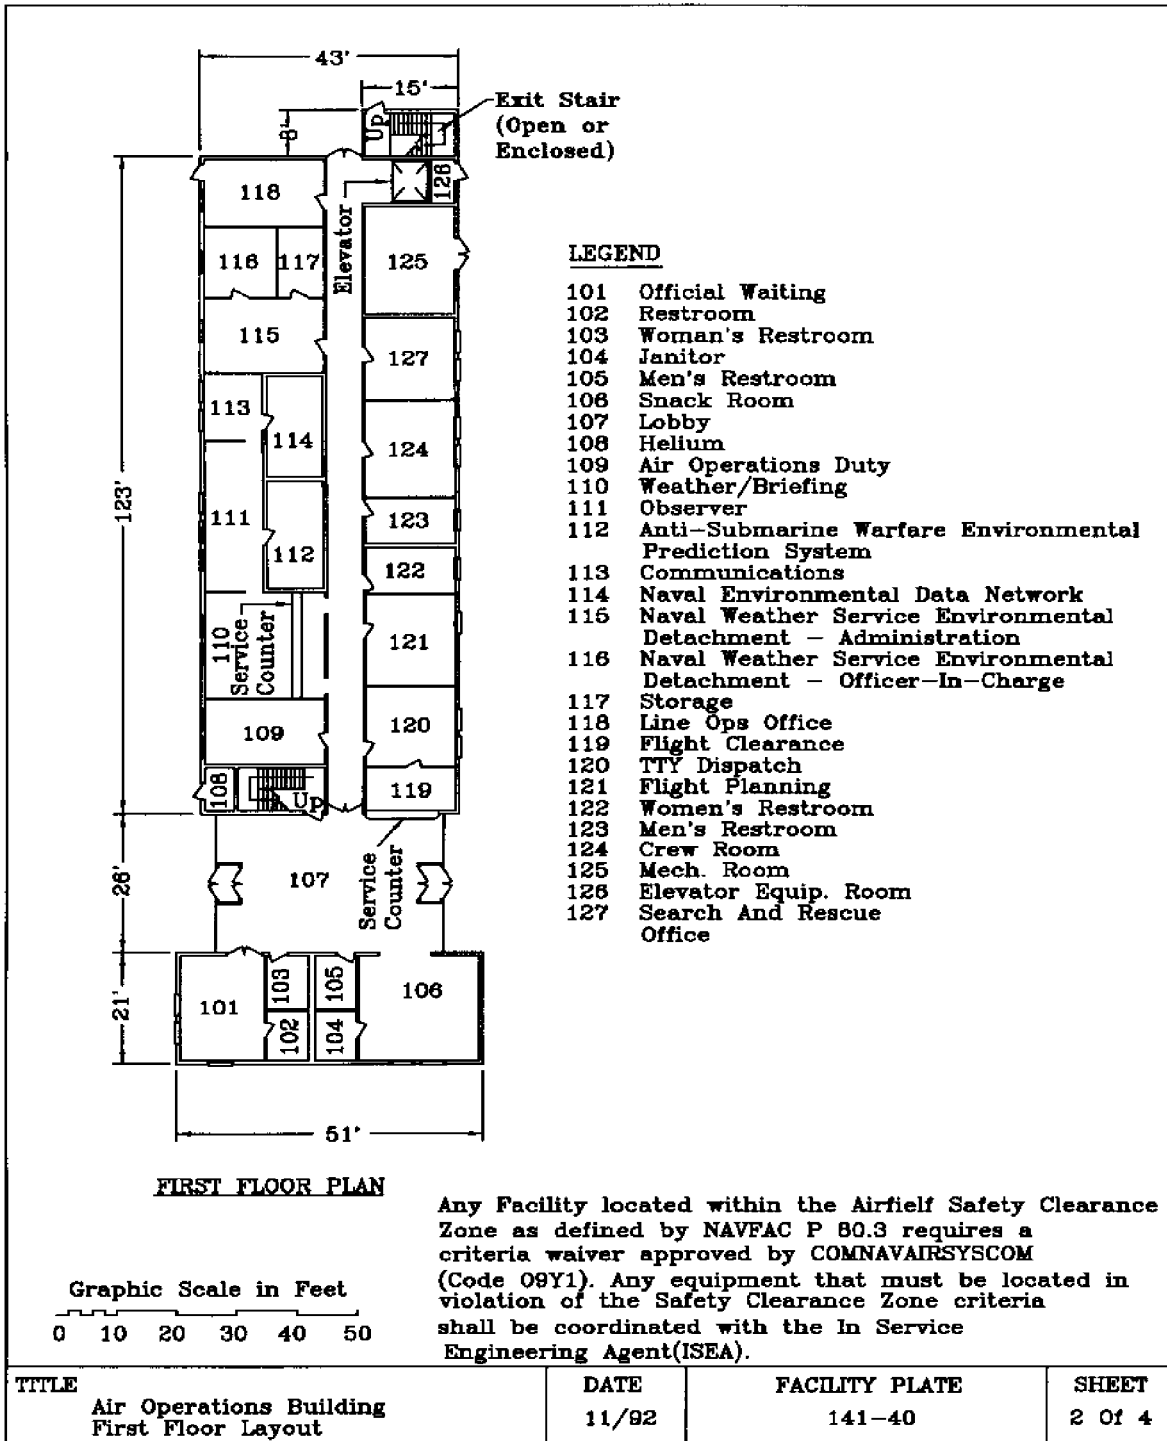 43'
15'
Exit Stair
(Open or
Enclosed)
8'
Up
118
126
Elevator
116
117
125
115
127
113
114
124
123'
111
123
112
122
110
Service
Counter
121
109
120
108
Up
119
26'
107
Service
Counter
21'
101
103
105
106
102
104
51'
LEGEND
101 Official Waiting
102 Restroom
103 Woman's Restroom
104 Janitor
105 Men's Restroom
106 Snack Room
107 Lobby
108 Helium
109 Air Operations Duty
110 Weather/Briefing
111 Observer
112 Anti-Submarine Warfare Environmental
Prediction System
113 Communications
114 Naval Environmental Data Network
115 Naval Weather Service Environmental
Detachment - Administration
116 Naval Weather Service Environmental
Detachment - Officer-In-Charge
117 Storage
118 Line Ops Office
119 Flight Clearance
120 TTY Dispatch
121 Flight Planning
122 Women's Restroom
123 Men's Restroom
124 Crew Room
125 Mech. Room
126 Elevator Equip. Room
127 Search And Rescue
Office
FIRST FLOOR PLAN
Graphic Scale in Feet
0 10 20 30 40 50
Any Facility located within the Airfielf Safety Clearance
Zone as defined by NAVFAC P 80.3 requires a
criteria waiver approved by COMNAVAIRSYSCOM
(Code 09Y1). Any equipment that must be located in
violation of the Safety Clearance Zone criteria
shall be coordinated with the In Service
Engineering Agent(ISEA).
TITLE
Air Operations Building
First Floor Layout
DATE
11/92
FACILITY PLATE
141-40
SHEET
2 Of 4